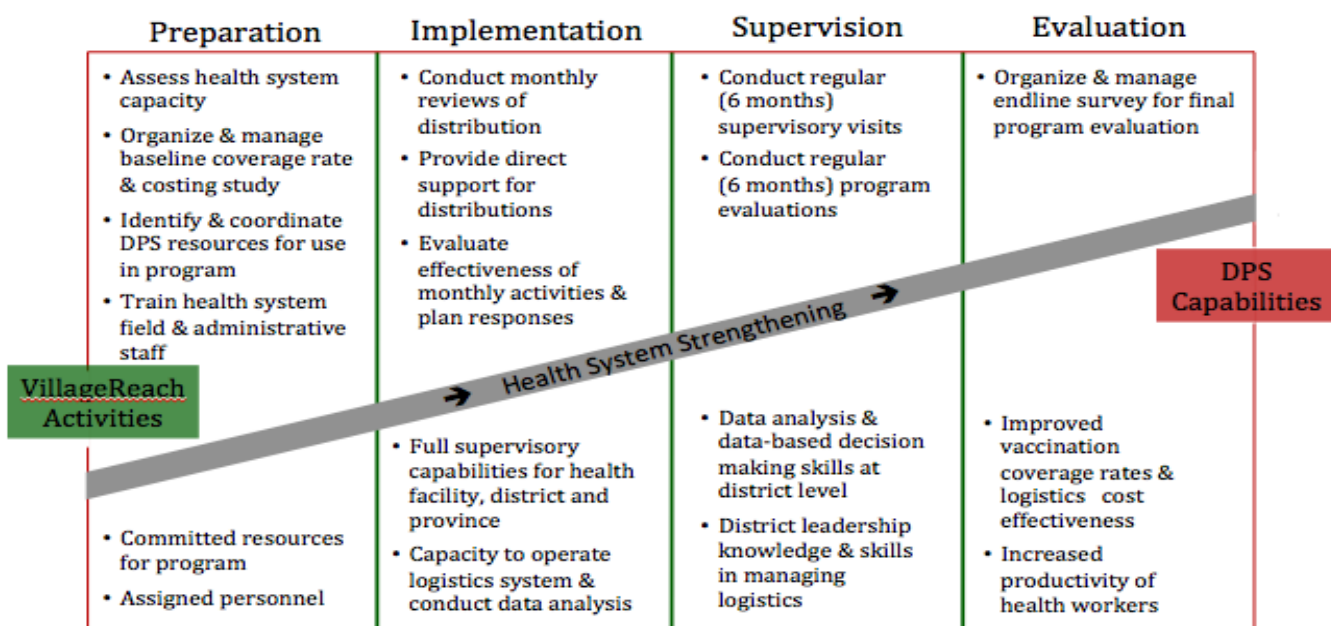 Preparation
• Assess health system
capacity
• Organize & manage
baseline coverage rate
& costing study
• Identify & coordinate
DPS resources for use
in program
• Train health system
field & administrative
staff
VillageReach
Activities
• Committed resources
for program
• Assigned personnel
Implementation
• Conduct monthly
reviews of
distribution
• Provide direct
support for
distributions
• Evaluate
effectiveness of
monthly activities &
plan responses
➔ Health System Strengthening ➔
• Full supervisory
capabilities for health
facility, district and
province
• Capacity to operate
logistics system &
conduct data analysis
Supervision
• Conduct regular
(6 months)
supervisory visits
• Conduct regular
(6 months) program
evaluations
• Data analysis &
data-based decision
making skills at
district level
• District leadership
knowledge & skills
in managing
logistics
Evaluation
• Organize & manage
endline survey for final
program evaluation
DPS
Capabilities
• Improved
vaccination
coverage rates &
logistics cost
effectiveness
• Increased
productivity of
health workers